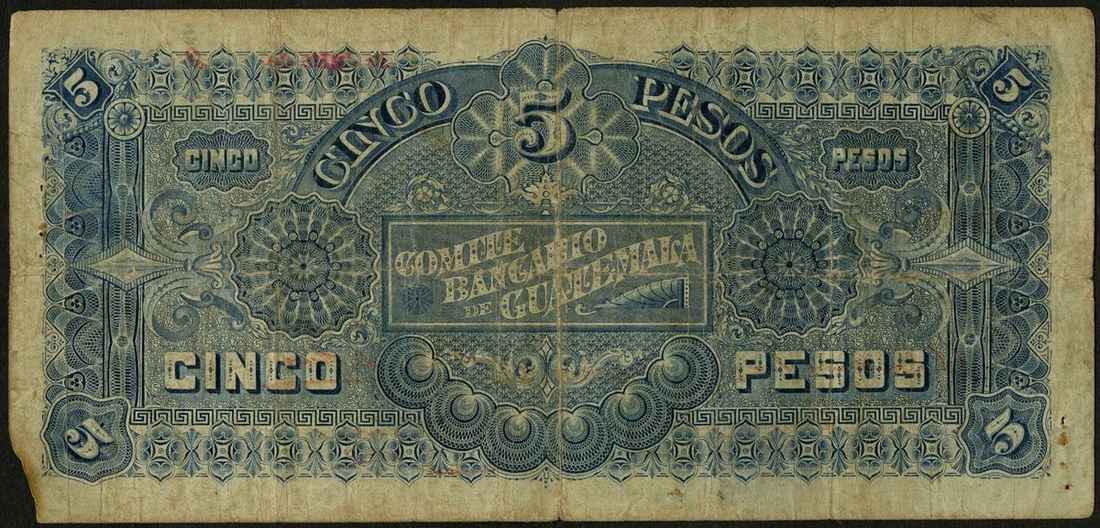 5 5
CINCO 5 PESOS
CINCO PESOS
COMITE
BANCARIO
DE GUATEMALA
CINCO PESOS
5 5